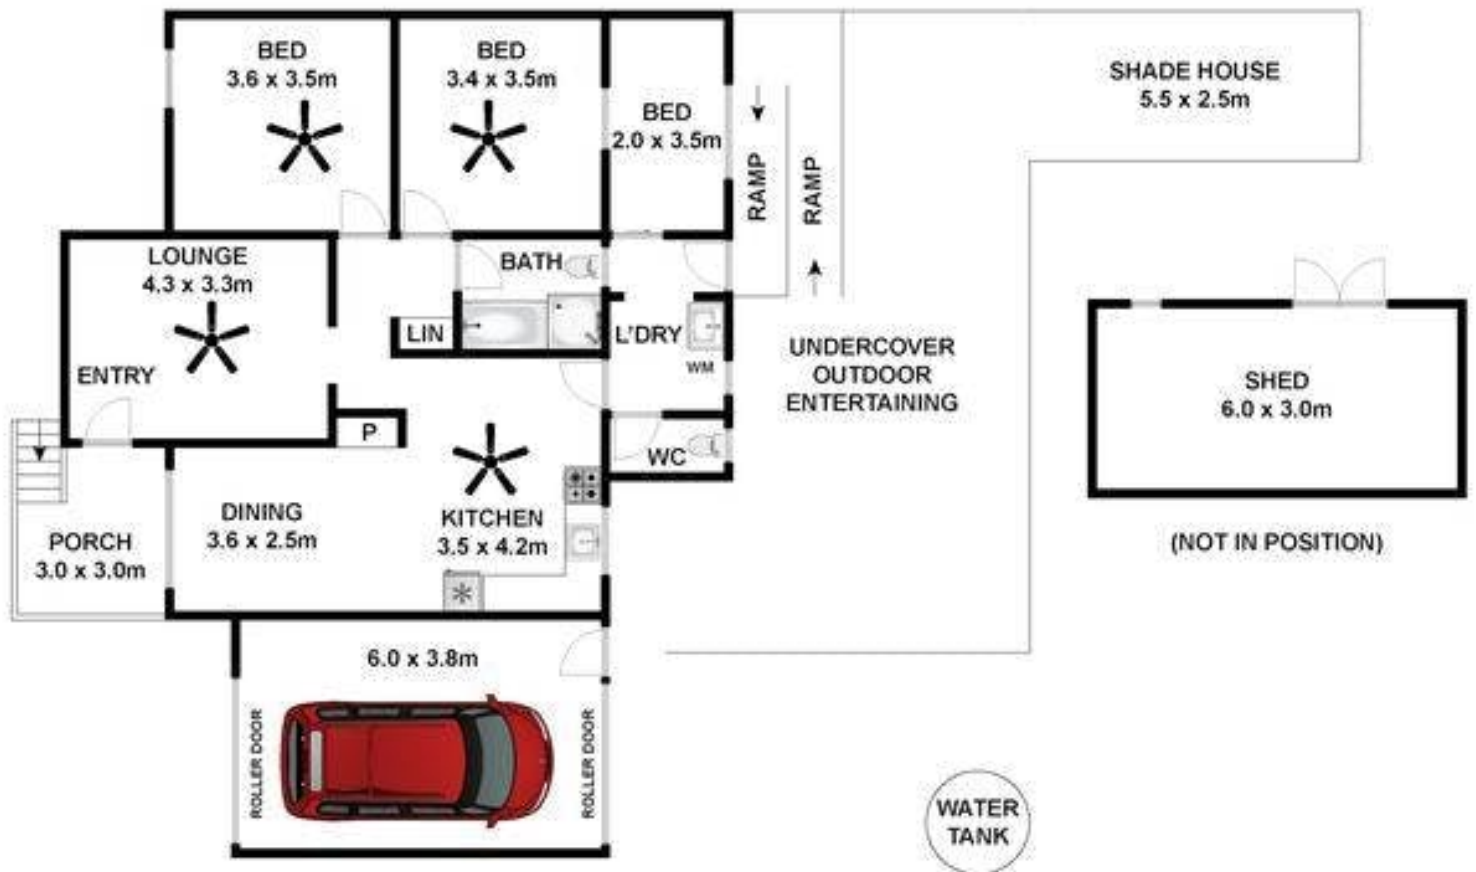 BED
3.6 x 3.5m
BED
3.4 x 3.5m
BED
2.0 x 3.5m
RAMP
RAMP
SHADE HOUSE
5.5 x 2.5m
LOUNGE
4.3 x 3.3m
ENTRY
BATH
LIN
L'DRY
WM
WC
P
UNDERCOVER
OUTDOOR
ENTERTAINING
SHED
6.0 x 3.0m
(NOT IN POSITION)
PORCH
3.0 x 3.0m
DINING
3.6 x 2.5m
KITCHEN
3.5 x 4.2m
6.0 x 3.8m
ROLLER DOOR
ROLLER DOOR
WATER
TANK